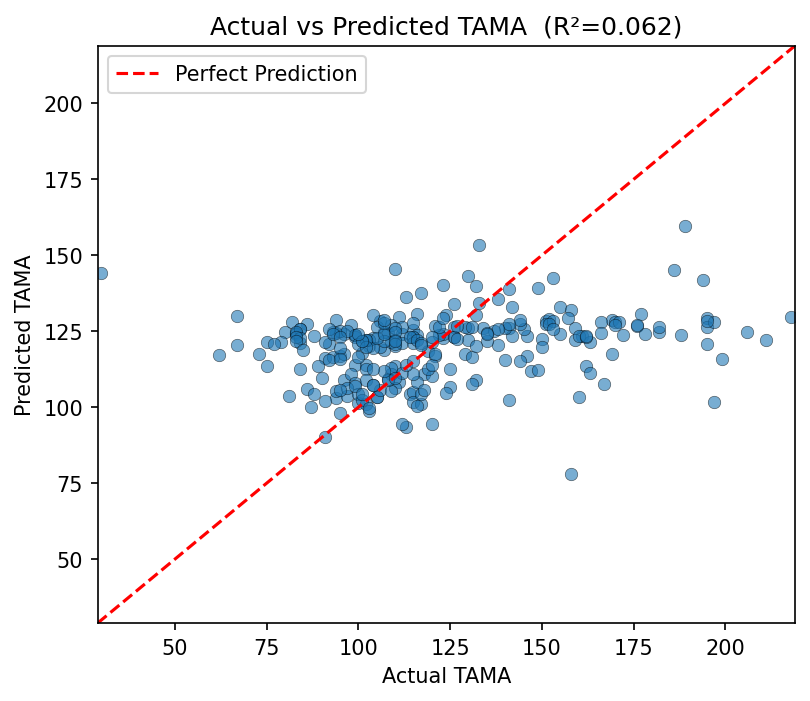 Actual vs Predicted TAMA (R²=0.062)
Perfect Prediction
200
175
150
125
100
75
50
Predicted TAMA
50 75 100 125 150 175 200
Actual TAMA